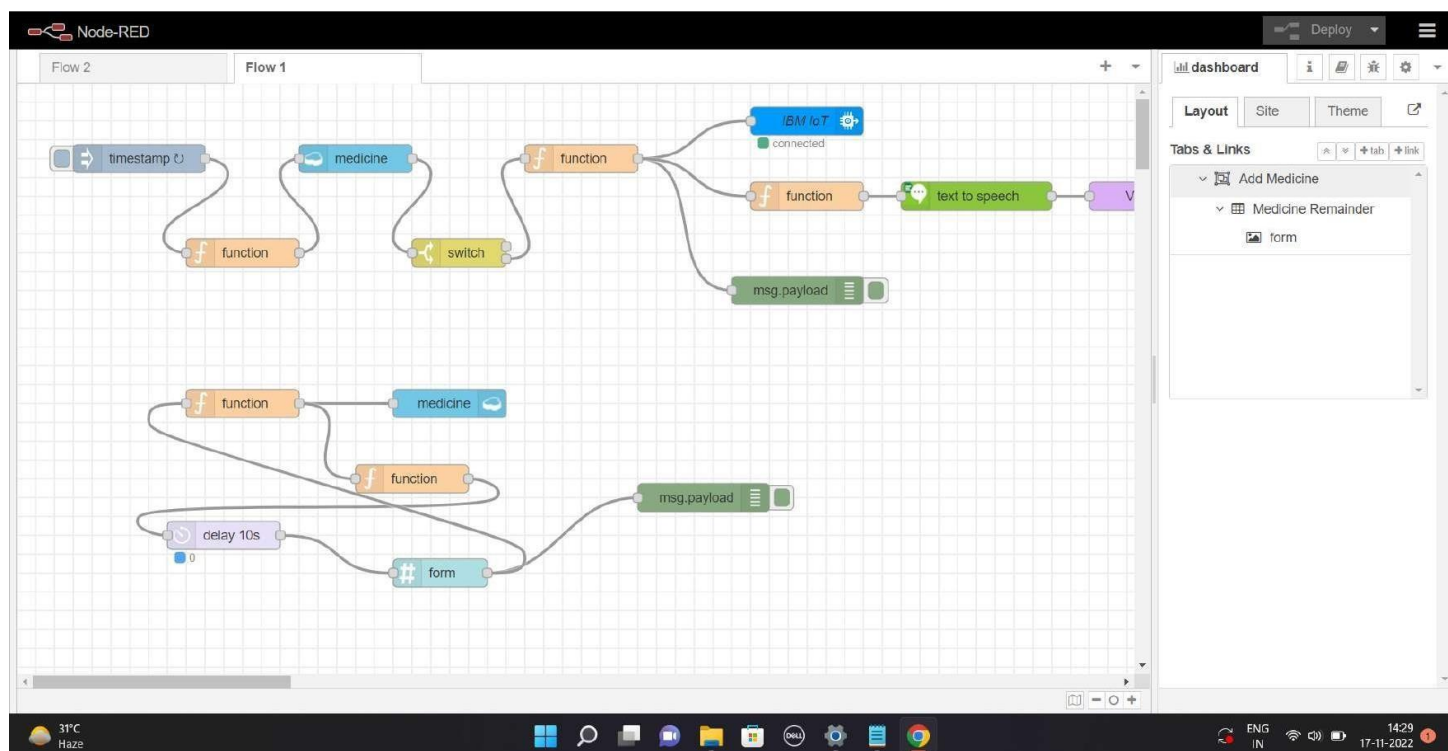 Node-RED
Deploy
Flow 2
Flow 1
dashboard
i
Layout
Site
Theme
Tabs & Links
+ tab
+ link
Add Medicine
Medicine Remainder
form
timestamp ↻
function
medicine
switch
function
IBM IoT
connected
function
text to speech
V
msg.payload
function
medicine
function
delay 10s
0
form
msg.payload
31°C
Haze
DELL
ENG
IN
14:29
17-11-2022
1